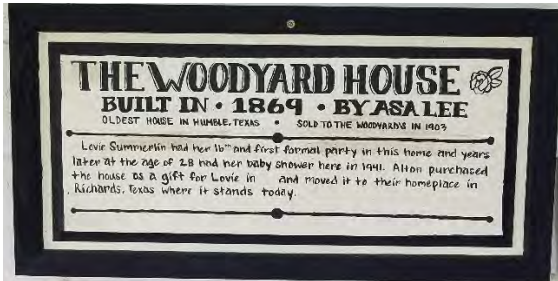 THE WOODYARD HOUSE
BUILT IN • 1869 • BY ASA LEE
OLDEST HOUSE IN HUMBLE, TEXAS • SOLD TO THE WOODYARD'S IN 1903
Lovie Summerlin had her 16th and first formal party in this home and years
later at the age of 28 had her baby shower here in 1941. Alton purchased
the house as a gift for Lovie in and moved it to their homeplace in
Richards, Texas where it stands today.